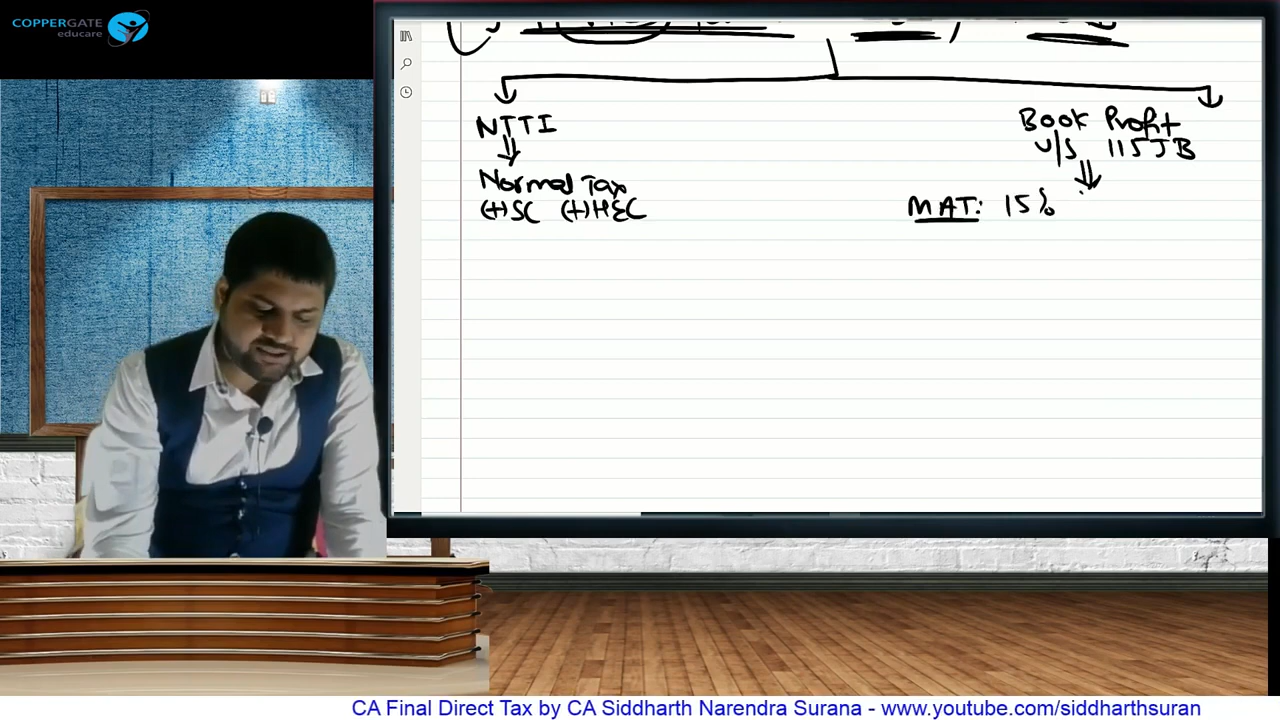 COPPERGATE
educare
NTTI
Normal Tax
(+) SC (+) HEC
Book Profit
u/s 115JB
MAT: 15%
CA Final Direct Tax by CA Siddharth Narendra Surana - www.youtube.com/siddharthsuran